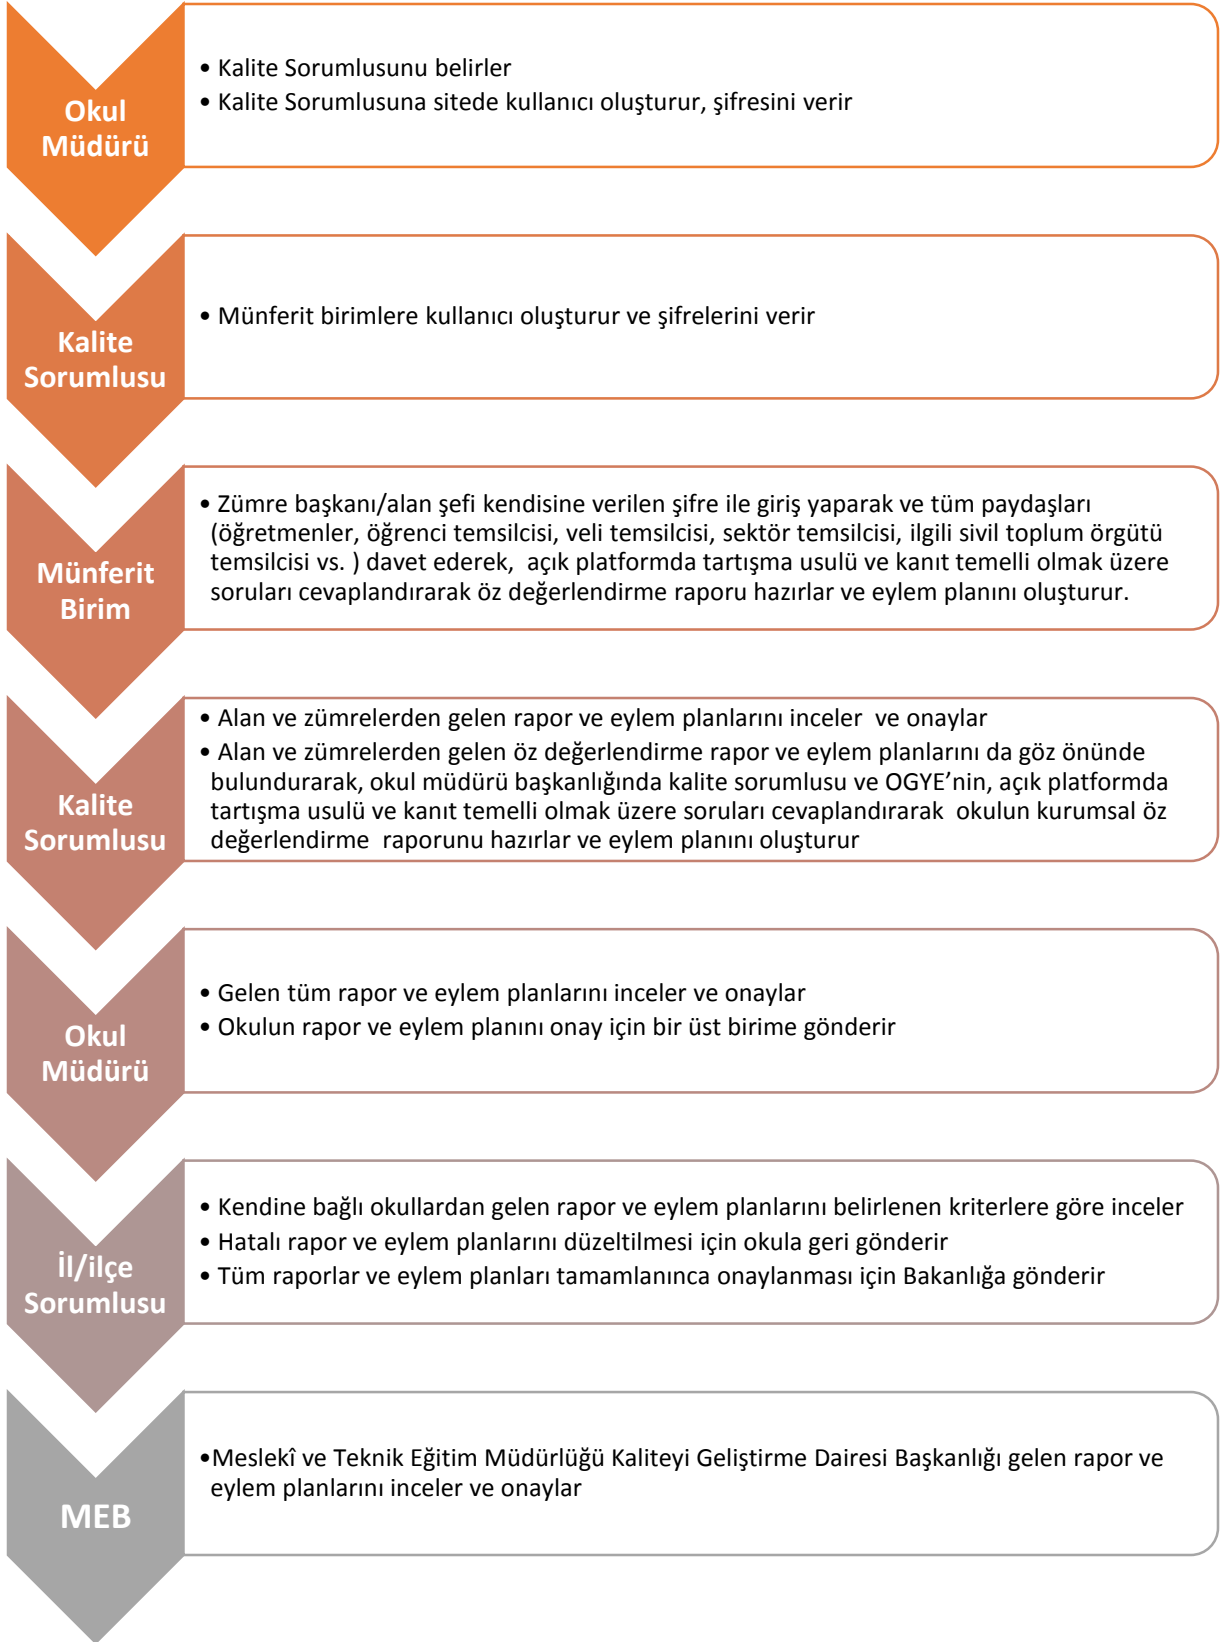 Okul
Müdürü
• Kalite Sorumlusunu belirler
• Kalite Sorumlusuna sitede kullanıcı oluşturur, şifresini verir
Kalite
Sorumlusu
• Münferit birimlere kullanıcı oluşturur ve şifrelerini verir
Münferit
Birim
• Zümre başkanı/alan şefi kendisine verilen şifre ile giriş yaparak ve tüm paydaşları
(öğretmenler, öğrenci temsilcisi, veli temsilcisi, sektör temsilcisi, ilgili sivil toplum örgütü
temsilcisi vs. ) davet ederek, açık platformda tartışma usulü ve kanıt temelli olmak üzere
soruları cevaplandırarak öz değerlendirme raporu hazırlar ve eylem planını oluşturur.
Kalite
Sorumlusu
• Alan ve zümrelerden gelen rapor ve eylem planlarını inceler ve onaylar
• Alan ve zümrelerden gelen öz değerlendirme rapor ve eylem planlarını da göz önünde
bulundurarak, okul müdürü başkanlığında kalite sorumlusu ve OGYE’nin, açık platformda
tartışma usulü ve kanıt temelli olmak üzere soruları cevaplandırarak okulun kurumsal öz
değerlendirme raporunu hazırlar ve eylem planını oluşturur
Okul
Müdürü
• Gelen tüm rapor ve eylem planlarını inceler ve onaylar
• Okulun rapor ve eylem planını onay için bir üst birime gönderir
İl/ilçe
Sorumlusu
• Kendine bağlı okullardan gelen rapor ve eylem planlarını belirlenen kriterlere göre inceler
• Hatalı rapor ve eylem planlarını düzeltilmesi için okula geri gönderir
• Tüm raporlar ve eylem planları tamamlanınca onaylanması için Bakanlığa gönderir
MEB
•Meslekî ve Teknik Eğitim Müdürlüğü Kaliteyi Geliştirme Dairesi Başkanlığı gelen rapor ve
eylem planlarını inceler ve onaylar